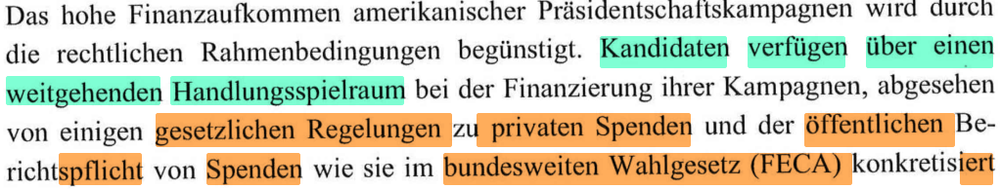 Das hohe Finanzaufkommen amerikanischer Präsidentschaftskampagnen wird durch
die rechtlichen Rahmenbedingungen begünstigt. Kandidaten verfügen über einen
weitgehenden Handlungsspielraum bei der Finanzierung ihrer Kampagnen, abgesehen
von einigen gesetzlichen Regelungen zu privaten Spenden und der öffentlichen Be-
richtspflicht von Spenden wie sie im bundesweiten Wahlgesetz (FECA) konkretisiert